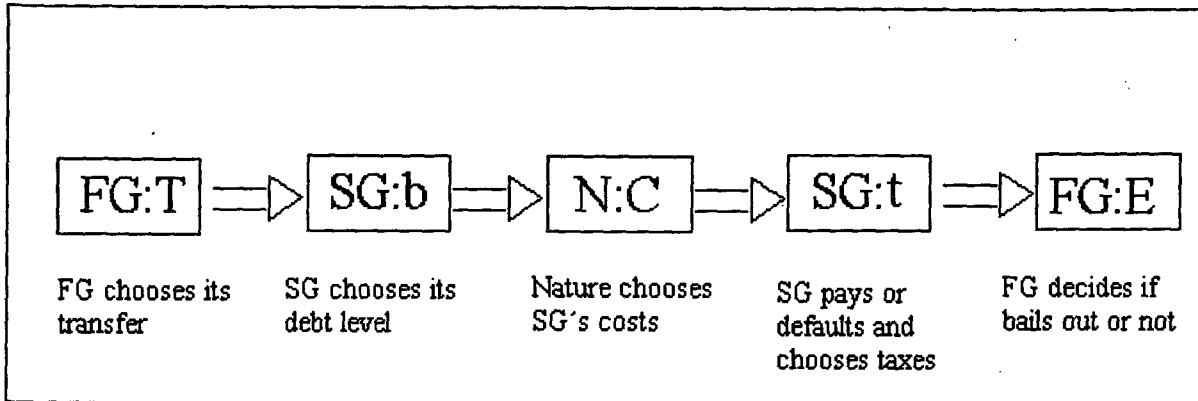 FG:T
SG:b
N:C
SG:t
FG:E
FG chooses its
transfer
SG chooses its
debt level
Nature chooses
SG´s costs
SG pays or
defaults and
chooses taxes
FG decides if
bails out or not